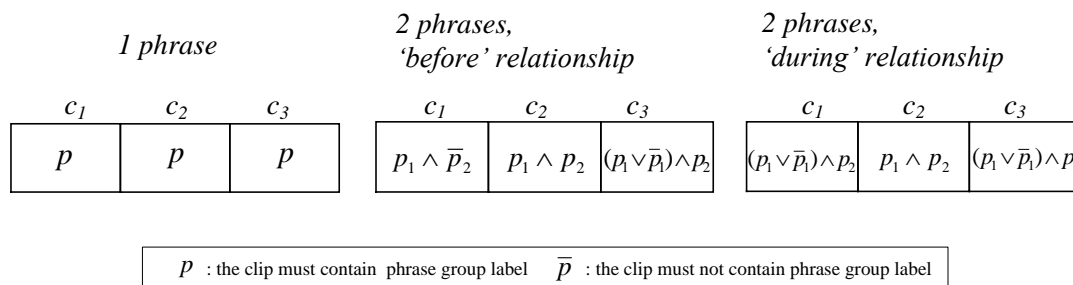 1 phrase
2 phrases,
‘before’ relationship
2 phrases,
‘during’ relationship
c₁ c₂ c₃ c₁ c₂ c₃ c₁ c₂ c₃
p p p p₁ ∧ p̅₂ p₁ ∧ p₂ (p₁ ∨ p̅₁) ∧ p₂ (p₁ ∨ p̅₁) ∧ p₂ p₁ ∧ p₂ (p₁ ∨ p̅₁) ∧ p
p : the clip must contain phrase group label p̅ : the clip must not contain phrase group label